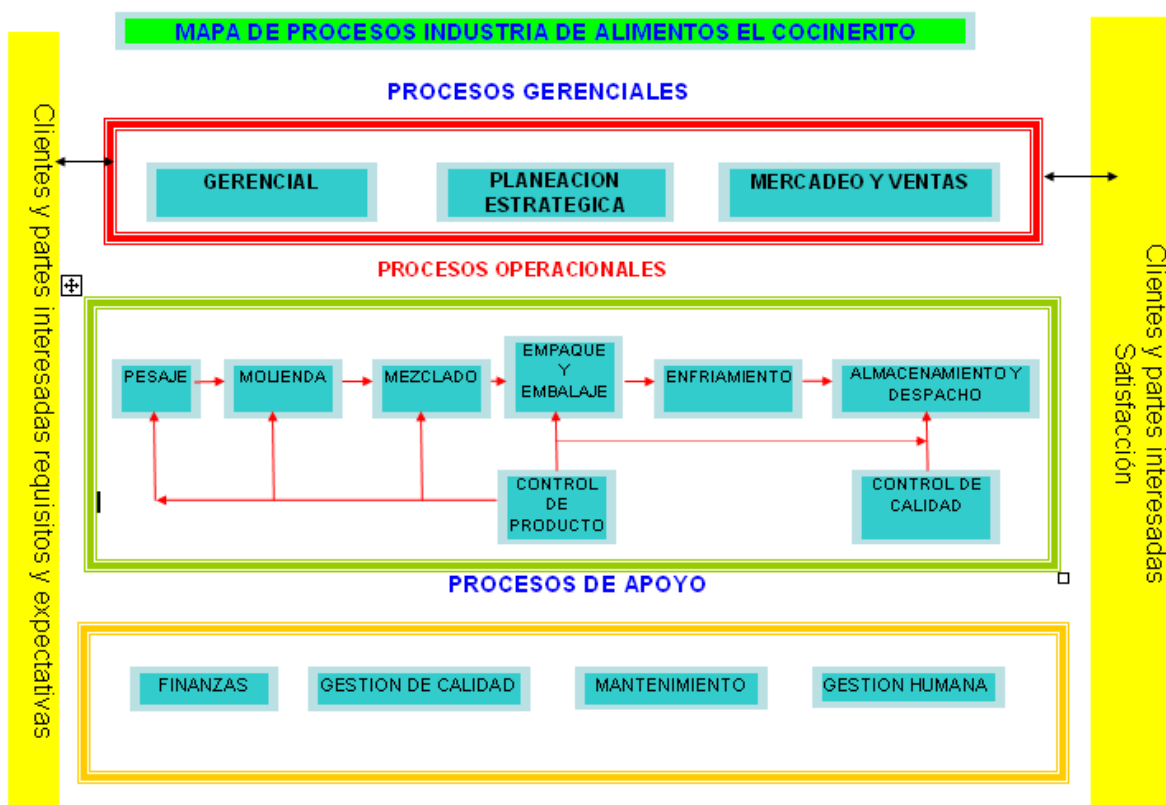 MAPA DE PROCESOS INDUSTRIA DE ALIMENTOS EL COCINERITO
Clientes y partes interesadas requisitos y expectativas
PROCESOS GERENCIALES
GERENCIAL
PLANEACION
ESTRATEGICA
MERCADEO Y VENTAS
PROCESOS OPERACIONALES
PESAJE
MOLIENDA
MEZCLADO
EMPAQUE
Y
EMBALAJE
ENFRIAMIENTO
ALMACENAMIENTO Y
DESPACHO
CONTROL
DE
PRODUCTO
CONTROL DE
CALIDAD
PROCESOS DE APOYO
FINANZAS
GESTION DE CALIDAD
MANTENIMIENTO
GESTION HUMANA
Clientes y partes interesadas
Satisfacción